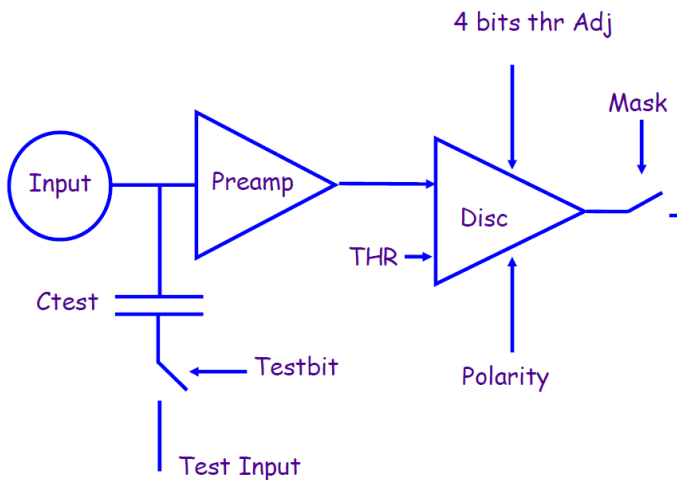 4 bits thr Adj
Mask
Input
Preamp
Disc
THR
Ctest
Testbit
Polarity
Test Input